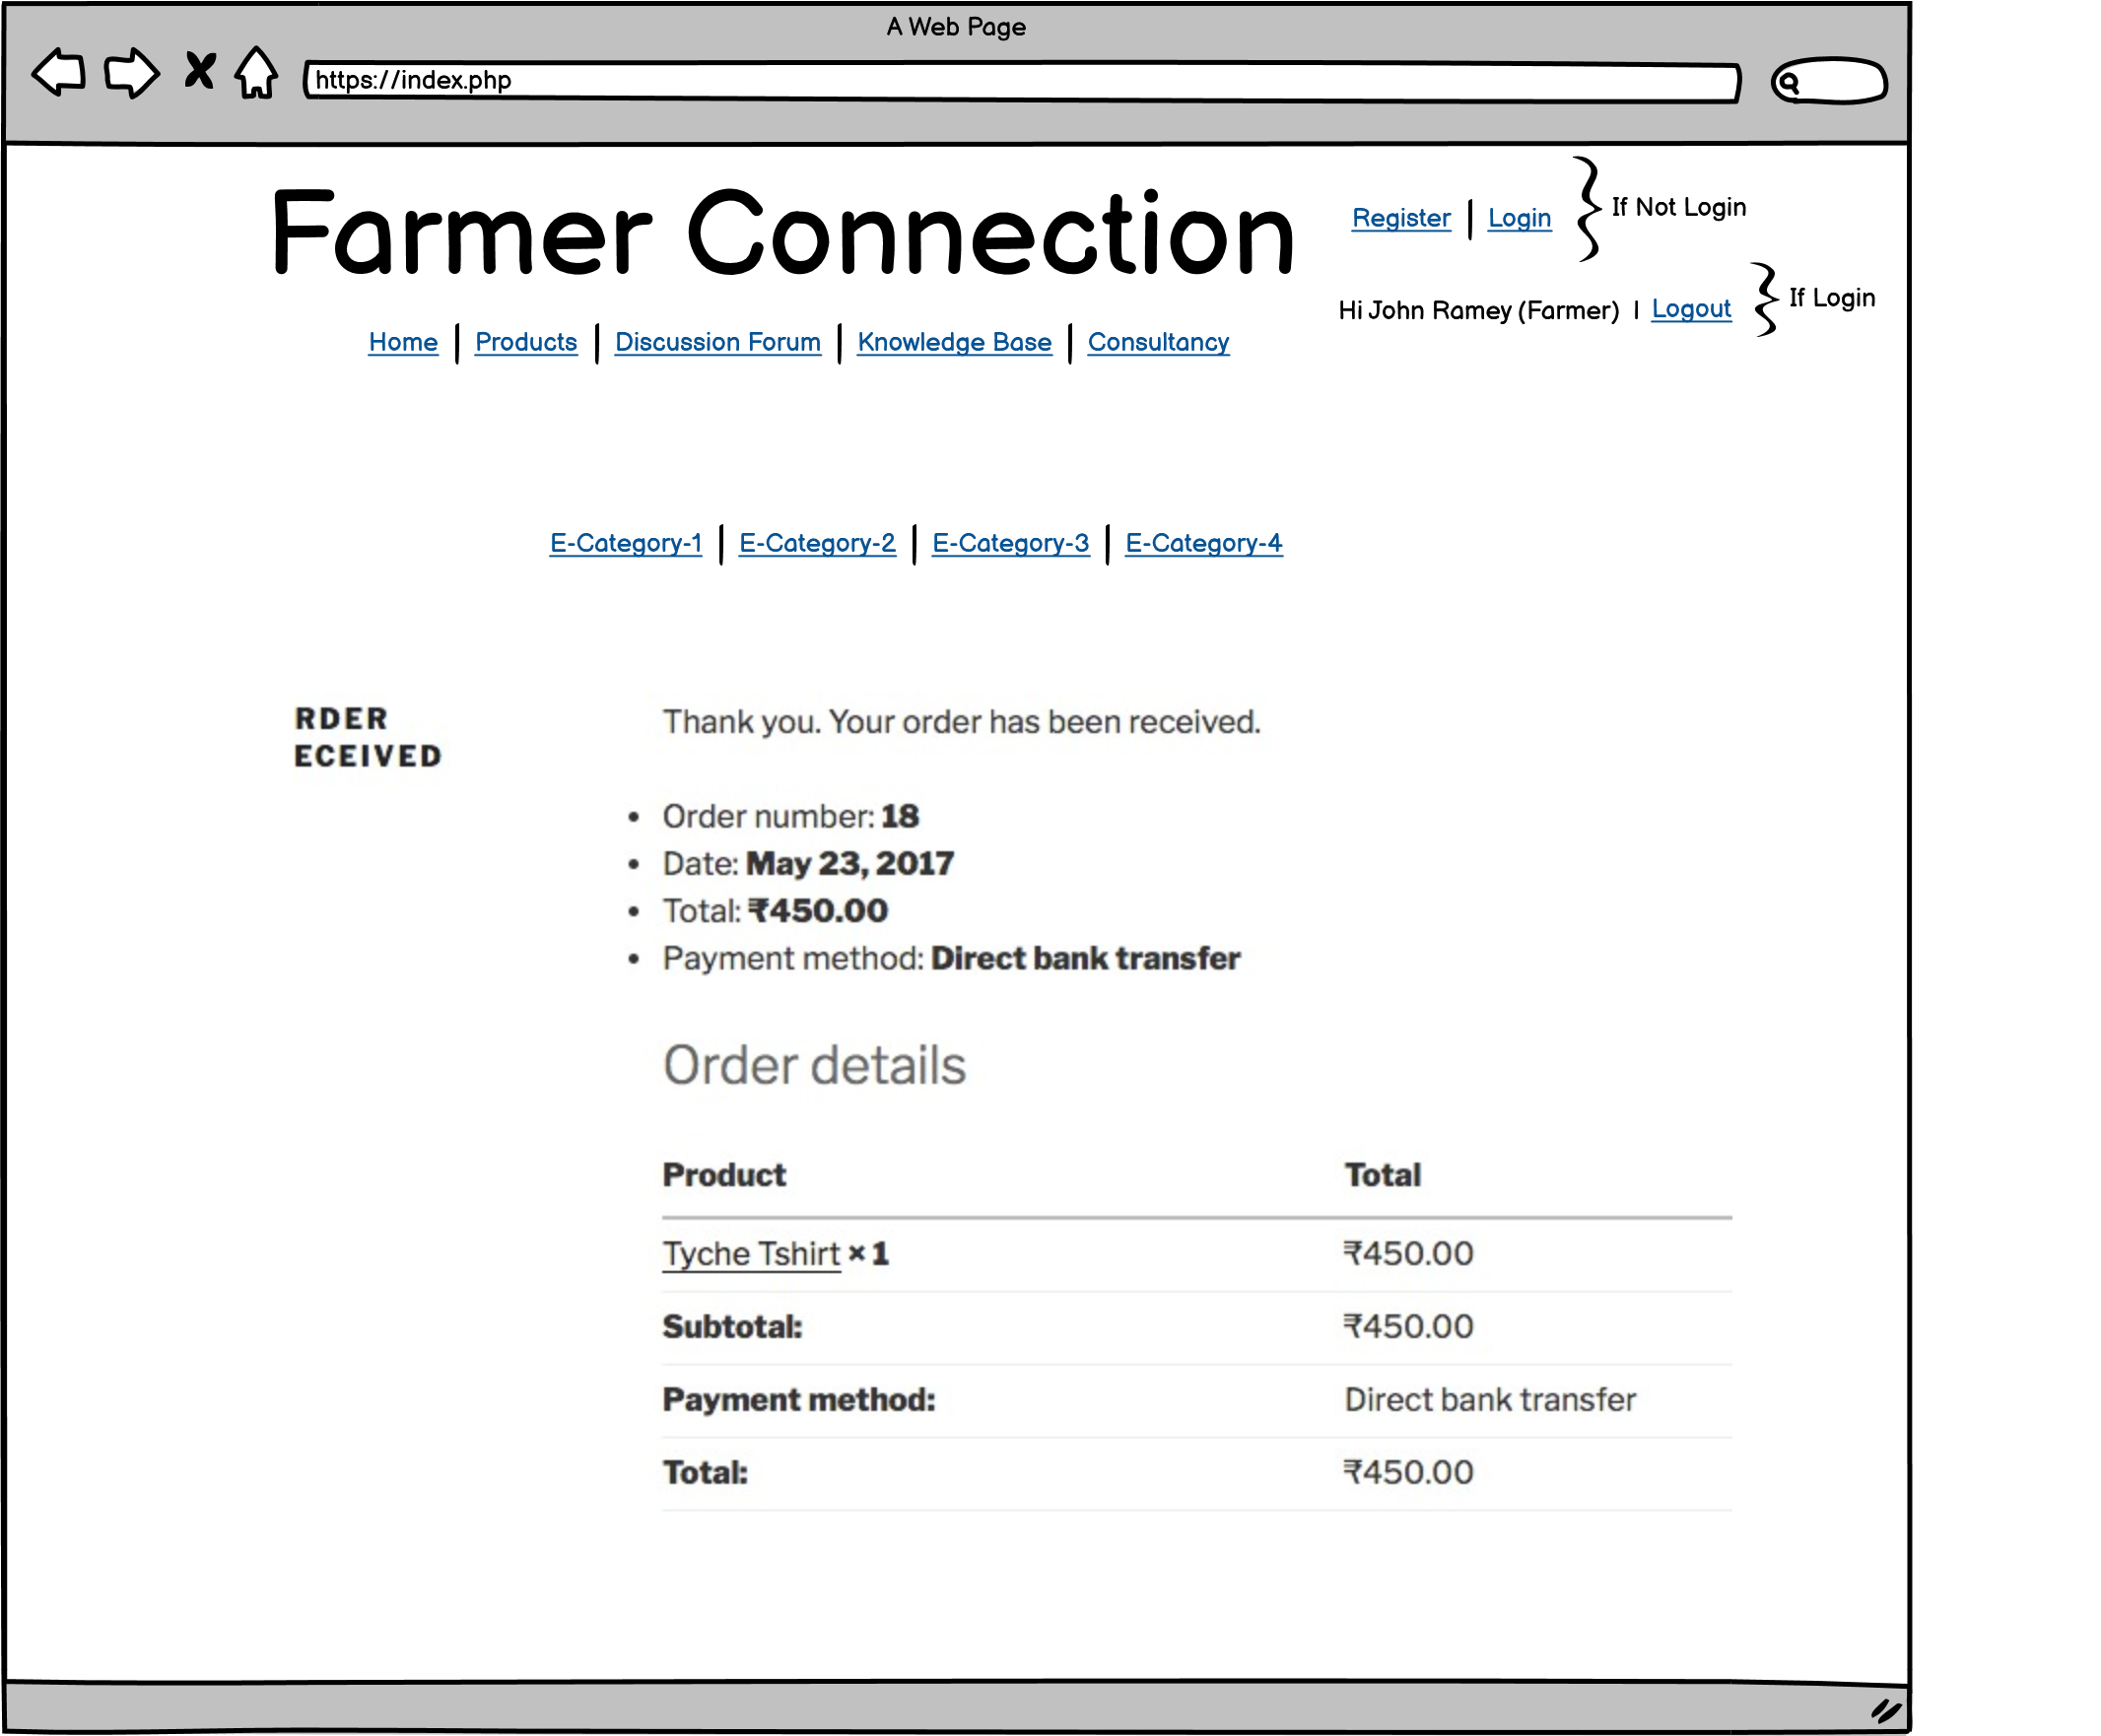 A Web Page
https://index.php
Farmer Connection
Register | Login
If Not Login
Hi John Ramey (Farmer) | Logout
If Login
Home | Products | Discussion Forum | Knowledge Base | Consultancy
E-Category-1 | E-Category-2 | E-Category-3 | E-Category-4
RDER
ECEIVED
Thank you. Your order has been received.
• Order number: 18
• Date: May 23, 2017
• Total: ₹450.00
• Payment method: Direct bank transfer
Order details
Product Total
Tyche Tshirt × 1 ₹450.00
Subtotal: ₹450.00
Payment method: Direct bank transfer
Total: ₹450.00